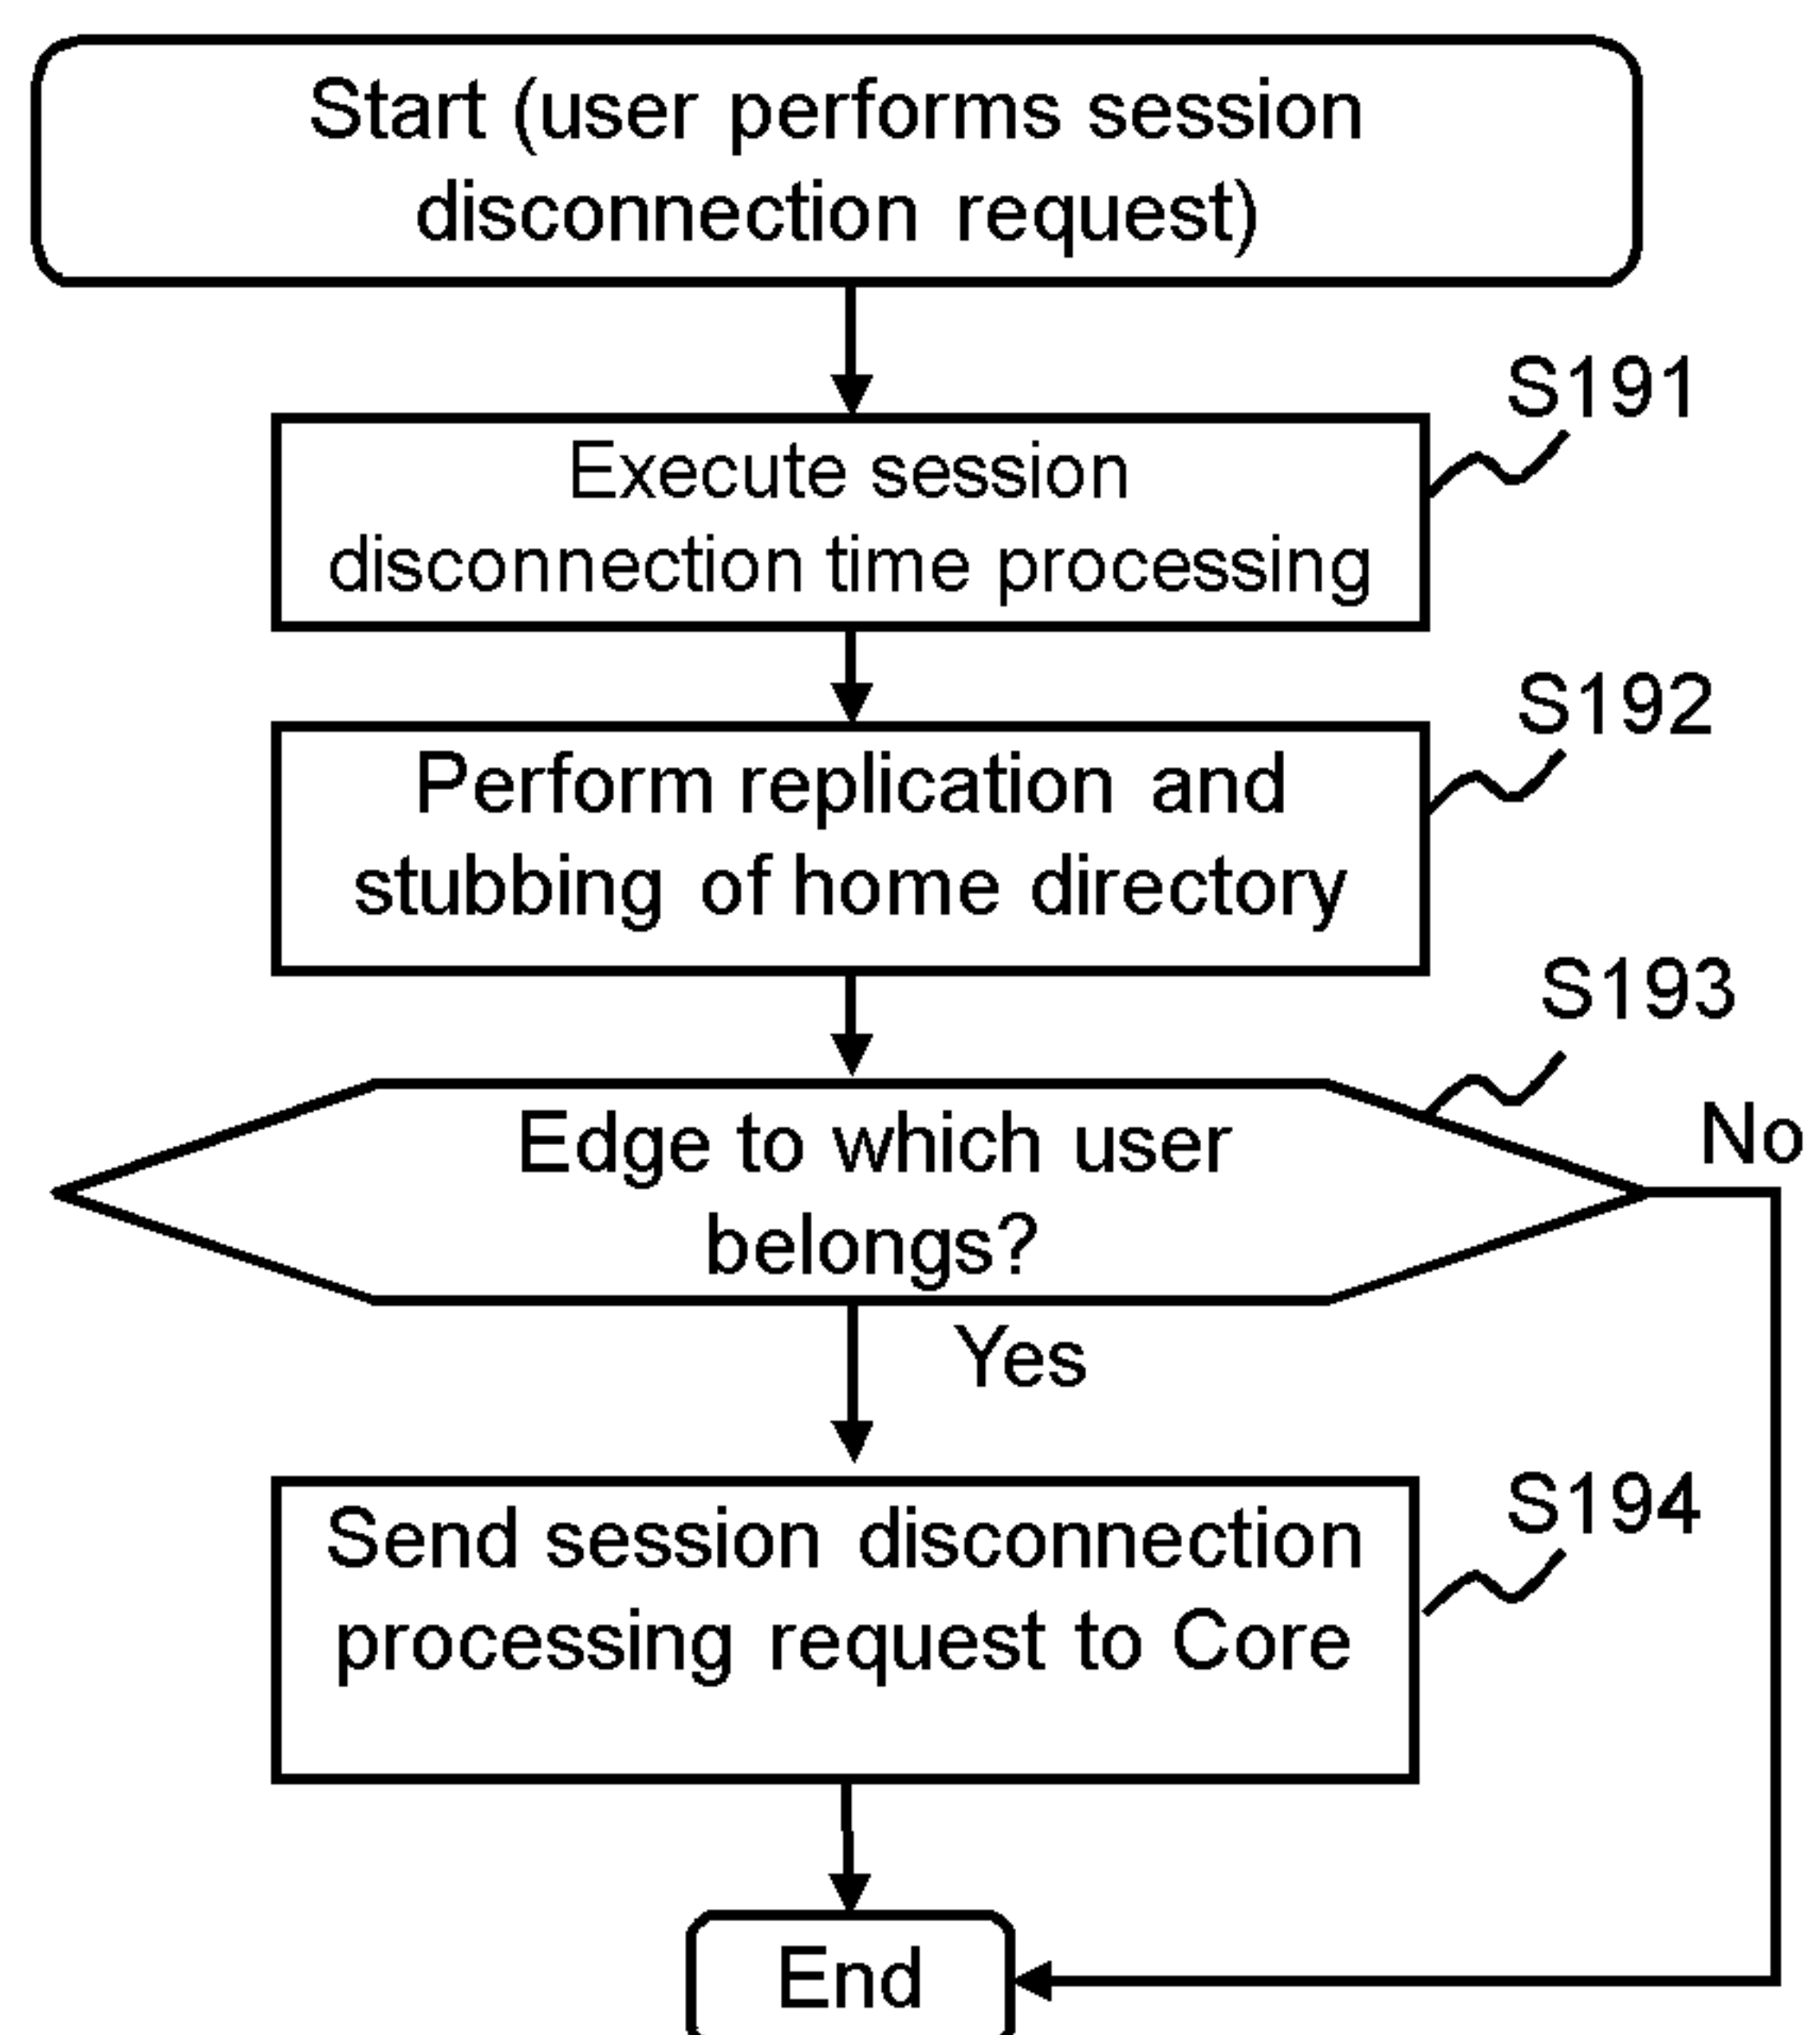 Start (user performs session
disconnection request)
S191
Execute session
disconnection time processing
S192
Perform replication and
stubbing of home directory
S193
Edge to which user
belongs?
No
Yes
S194
Send session disconnection
processing request to Core
End